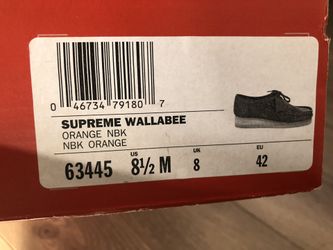 0 46734 79180 7
SUPREME WALLABEE
ORANGE NBK
NBK ORANGE
US UK EU
63445 8½ M 8 42